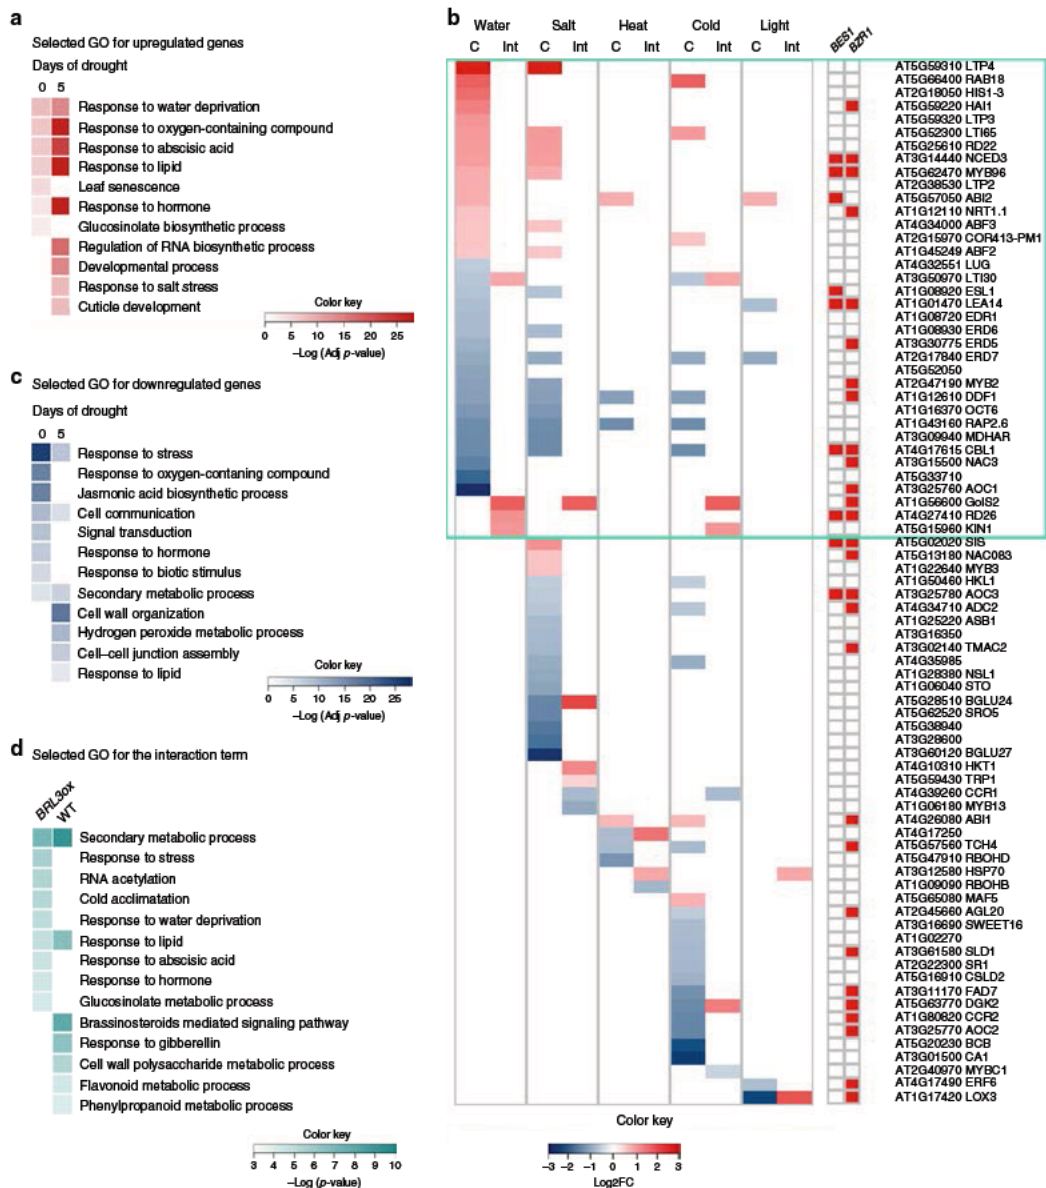 a
Selected GO for upregulated genes
Days of drought
0 5
Response to water deprivation
Response to oxygen-containing compound
Response to abscisic acid
Response to lipid
Leaf senescence
Response to hormone
Glucosinolate biosynthetic process
Regulation of RNA biosynthetic process
Developmental process
Response to salt stress
Cuticle development
Color key
0 5 10 15 20 25
–Log (Adj p-value)
c
Selected GO for downregulated genes
Days of drought
0 5
Response to stress
Response to oxygen-contaning compound
Jasmonic acid biosynthetic process
Cell communication
Signal transduction
Response to hormone
Response to biotic stimulus
Secondary metabolic process
Cell wall organization
Hydrogen peroxide metabolic process
Cell–cell junction assembly
Response to lipid
Color key
0 5 10 15 20 25
–Log (Adj p-value)
d
Selected GO for the interaction term
BRL3ox WT
Secondary metabolic process
Response to stress
RNA acetylation
Cold acclimatation
Response to water deprivation
Response to lipid
Response to abscisic acid
Response to hormone
Glucosinolate metabolic process
Brassinosteroids mediated signaling pathway
Response to gibberellin
Cell wall polysaccharide metabolic process
Flavonoid metabolic process
Phenylpropanoid metabolic process
Color key
3 4 5 6 7 8 9 10
–Log (p-value)
b
Water Salt Heat Cold Light
C Int C Int C Int C Int C Int
BES1 BZR1
AT5G59310 LTP4
AT5G66400 RAB18
AT2G18050 HIS1-3
AT5G59220 HAI1
AT5G59320 LTP3
AT5G52300 LTI65
AT5G25610 RD22
AT3G14440 NCED3
AT5G62470 MYB96
AT2G38530 LTP2
AT5G57050 ABI2
AT1G12110 NRT1.1
AT4G34000 ABF3
AT2G15970 COR413-PM1
AT1G45249 ABF2
AT4G32551 LUG
AT3G50970 LTI30
AT1G08920 ESL1
AT1G01470 LEA14
AT1G08720 EDR1
AT1G08930 ERD6
AT3G30775 ERD5
AT2G17840 ERD7
AT5G52050
AT2G47190 MYB2
AT1G12610 DDF1
AT1G16370 OCT6
AT1G43160 RAP2.6
AT3G09940 MDHAR
AT4G17615 CBL1
AT3G15500 NAC3
AT5G33710
AT3G25760 AOC1
AT1G56600 GolS2
AT4G27410 RD26
AT5G15960 KIN1
AT5G02020 SIS
AT5G13180 NAC083
AT1G22640 MYB3
AT1G50460 HKL1
AT3G25780 AOC3
AT4G34710 ADC2
AT1G25220 ASB1
AT3G16350
AT3G02140 TMAC2
AT4G35985
AT1G28380 NSL1
AT1G06040 STO
AT5G28510 BGLU24
AT5G62520 SRO5
AT5G38940
AT3G28600
AT3G60120 BGLU27
AT4G10310 HKT1
AT5G59430 TRP1
AT4G39260 CCR1
AT1G06180 MYB13
AT4G26080 ABI1
AT4G17250
AT5G57560 TCH4
AT5G47910 RBOHD
AT3G12580 HSP70
AT1G09090 RBOHB
AT5G65080 MAF5
AT2G45660 AGL20
AT3G16690 SWEET16
AT1G02270
AT3G61580 SLD1
AT2G22300 SR1
AT5G16910 CSLD2
AT3G11170 FAD7
AT5G63770 DGK2
AT1G80820 CCR2
AT3G25770 AOC2
AT5G20230 BCB
AT3G01500 CA1
AT2G40970 MYBC1
AT4G17490 ERF6
AT1G17420 LOX3
Color key
–3 –2 –1 0 1 2 3
Log2FC